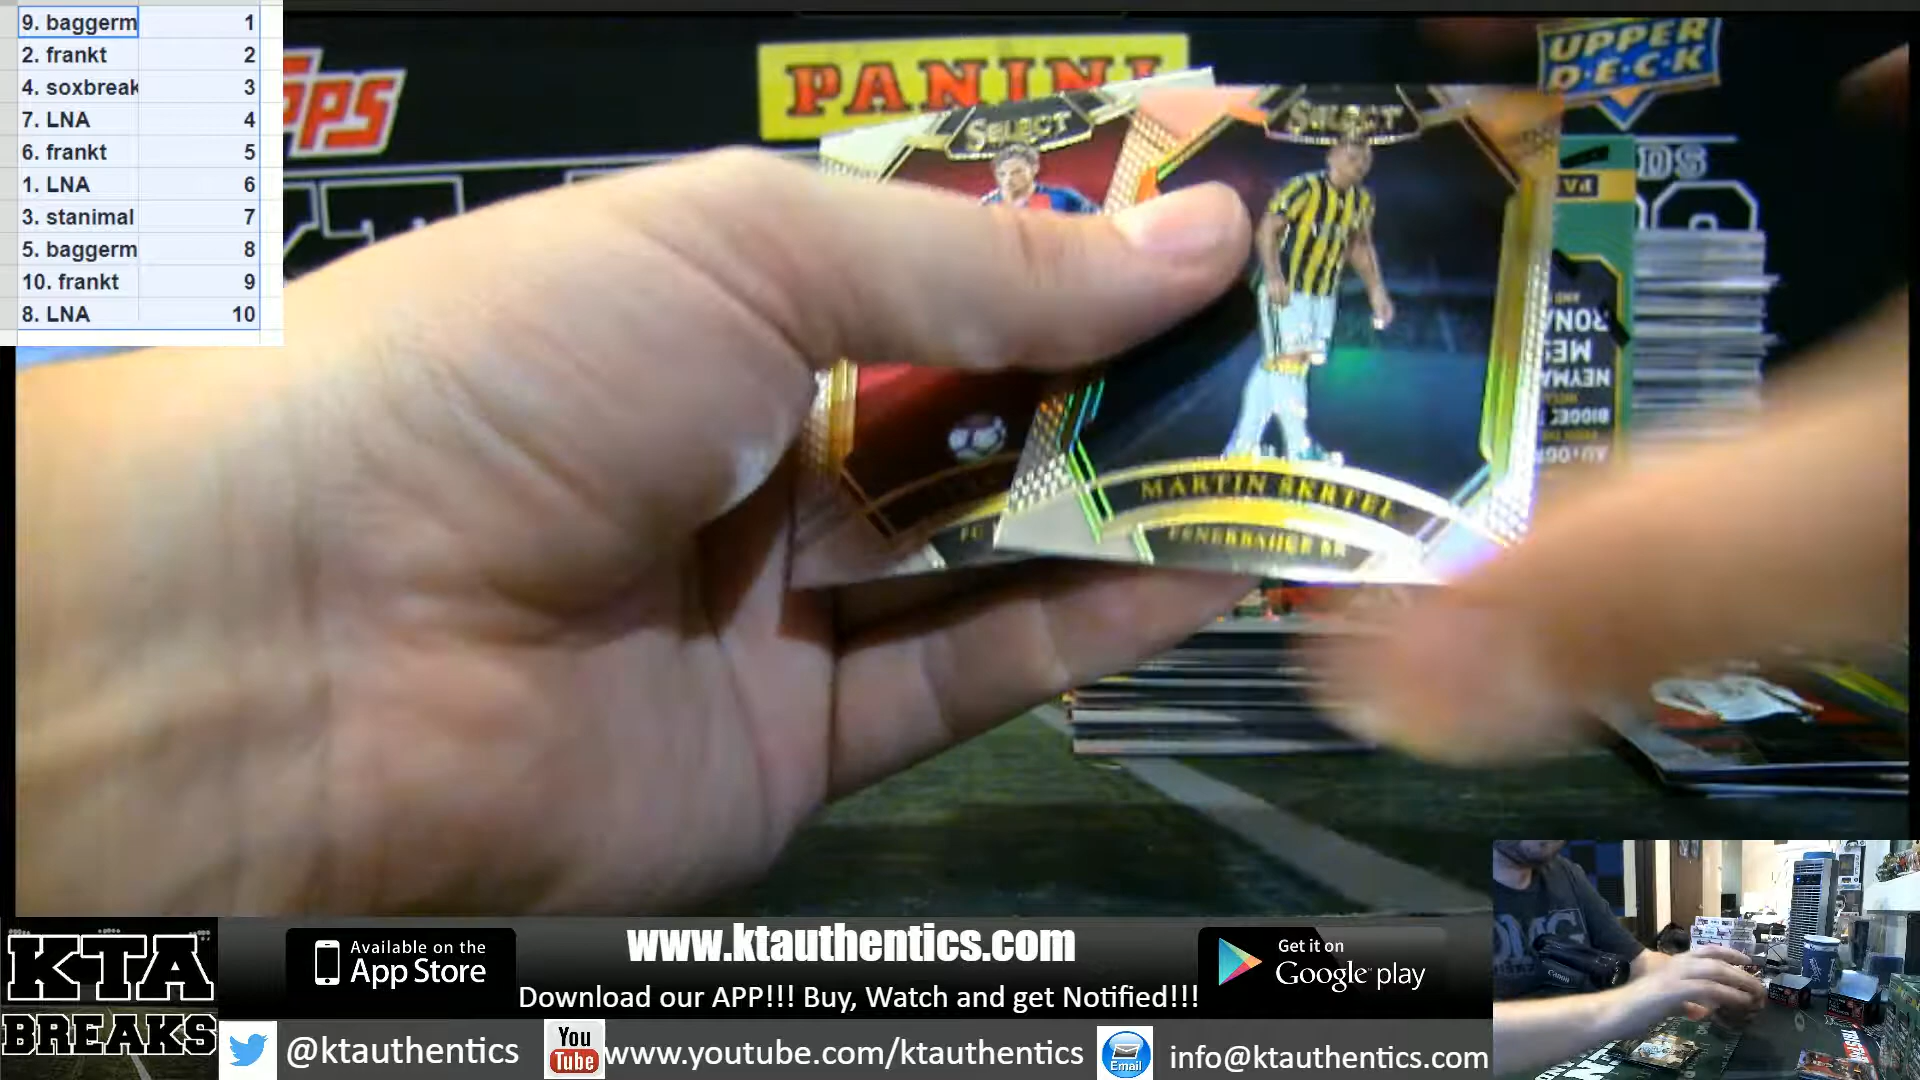 9. baggerm 1
2. frankt 2
4. soxbreak 3
7. LNA 4
6. frankt 5
1. LNA 6
3. stanimal 7
5. baggerm 8
10. frankt 9
8. LNA 10
PANINI
UPPER
D·E·C·K
SELECT
SELECT
MARTIN SKRTEL
FENERBAHCE SK
FC
NEYMA
KTA
BREAKS
Available on the
App Store
www.ktauthentics.com
Download our APP!!! Buy, Watch and get Notified!!!
Get it on
Google play
@ktauthentics
You
Tube
www.youtube.com/ktauthentics
Email
info@ktauthentics.com
Canon